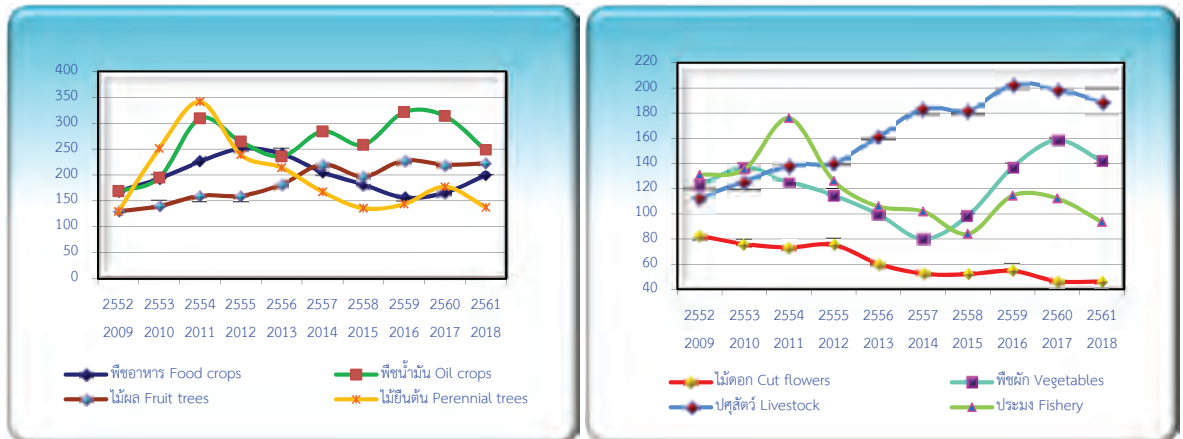 400
350
300
250
200
150
100
50
0
2552 2553 2554 2555 2556 2557 2558 2559 2560 2561
2009 2010 2011 2012 2013 2014 2015 2016 2017 2018
พืชอาหาร Food crops พืชน้ำมัน Oil crops
ไม้ผล Fruit trees ไม้ยืนต้น Perennial trees
220
200
180
160
140
120
100
80
60
40
2552 2553 2554 2555 2556 2557 2558 2559 2560 2561
2009 2010 2011 2012 2013 2014 2015 2016 2017 2018
ไม้ดอก Cut flowers พืชผัก Vegetables
ปศุสัตว์ Livestock ประมง Fishery